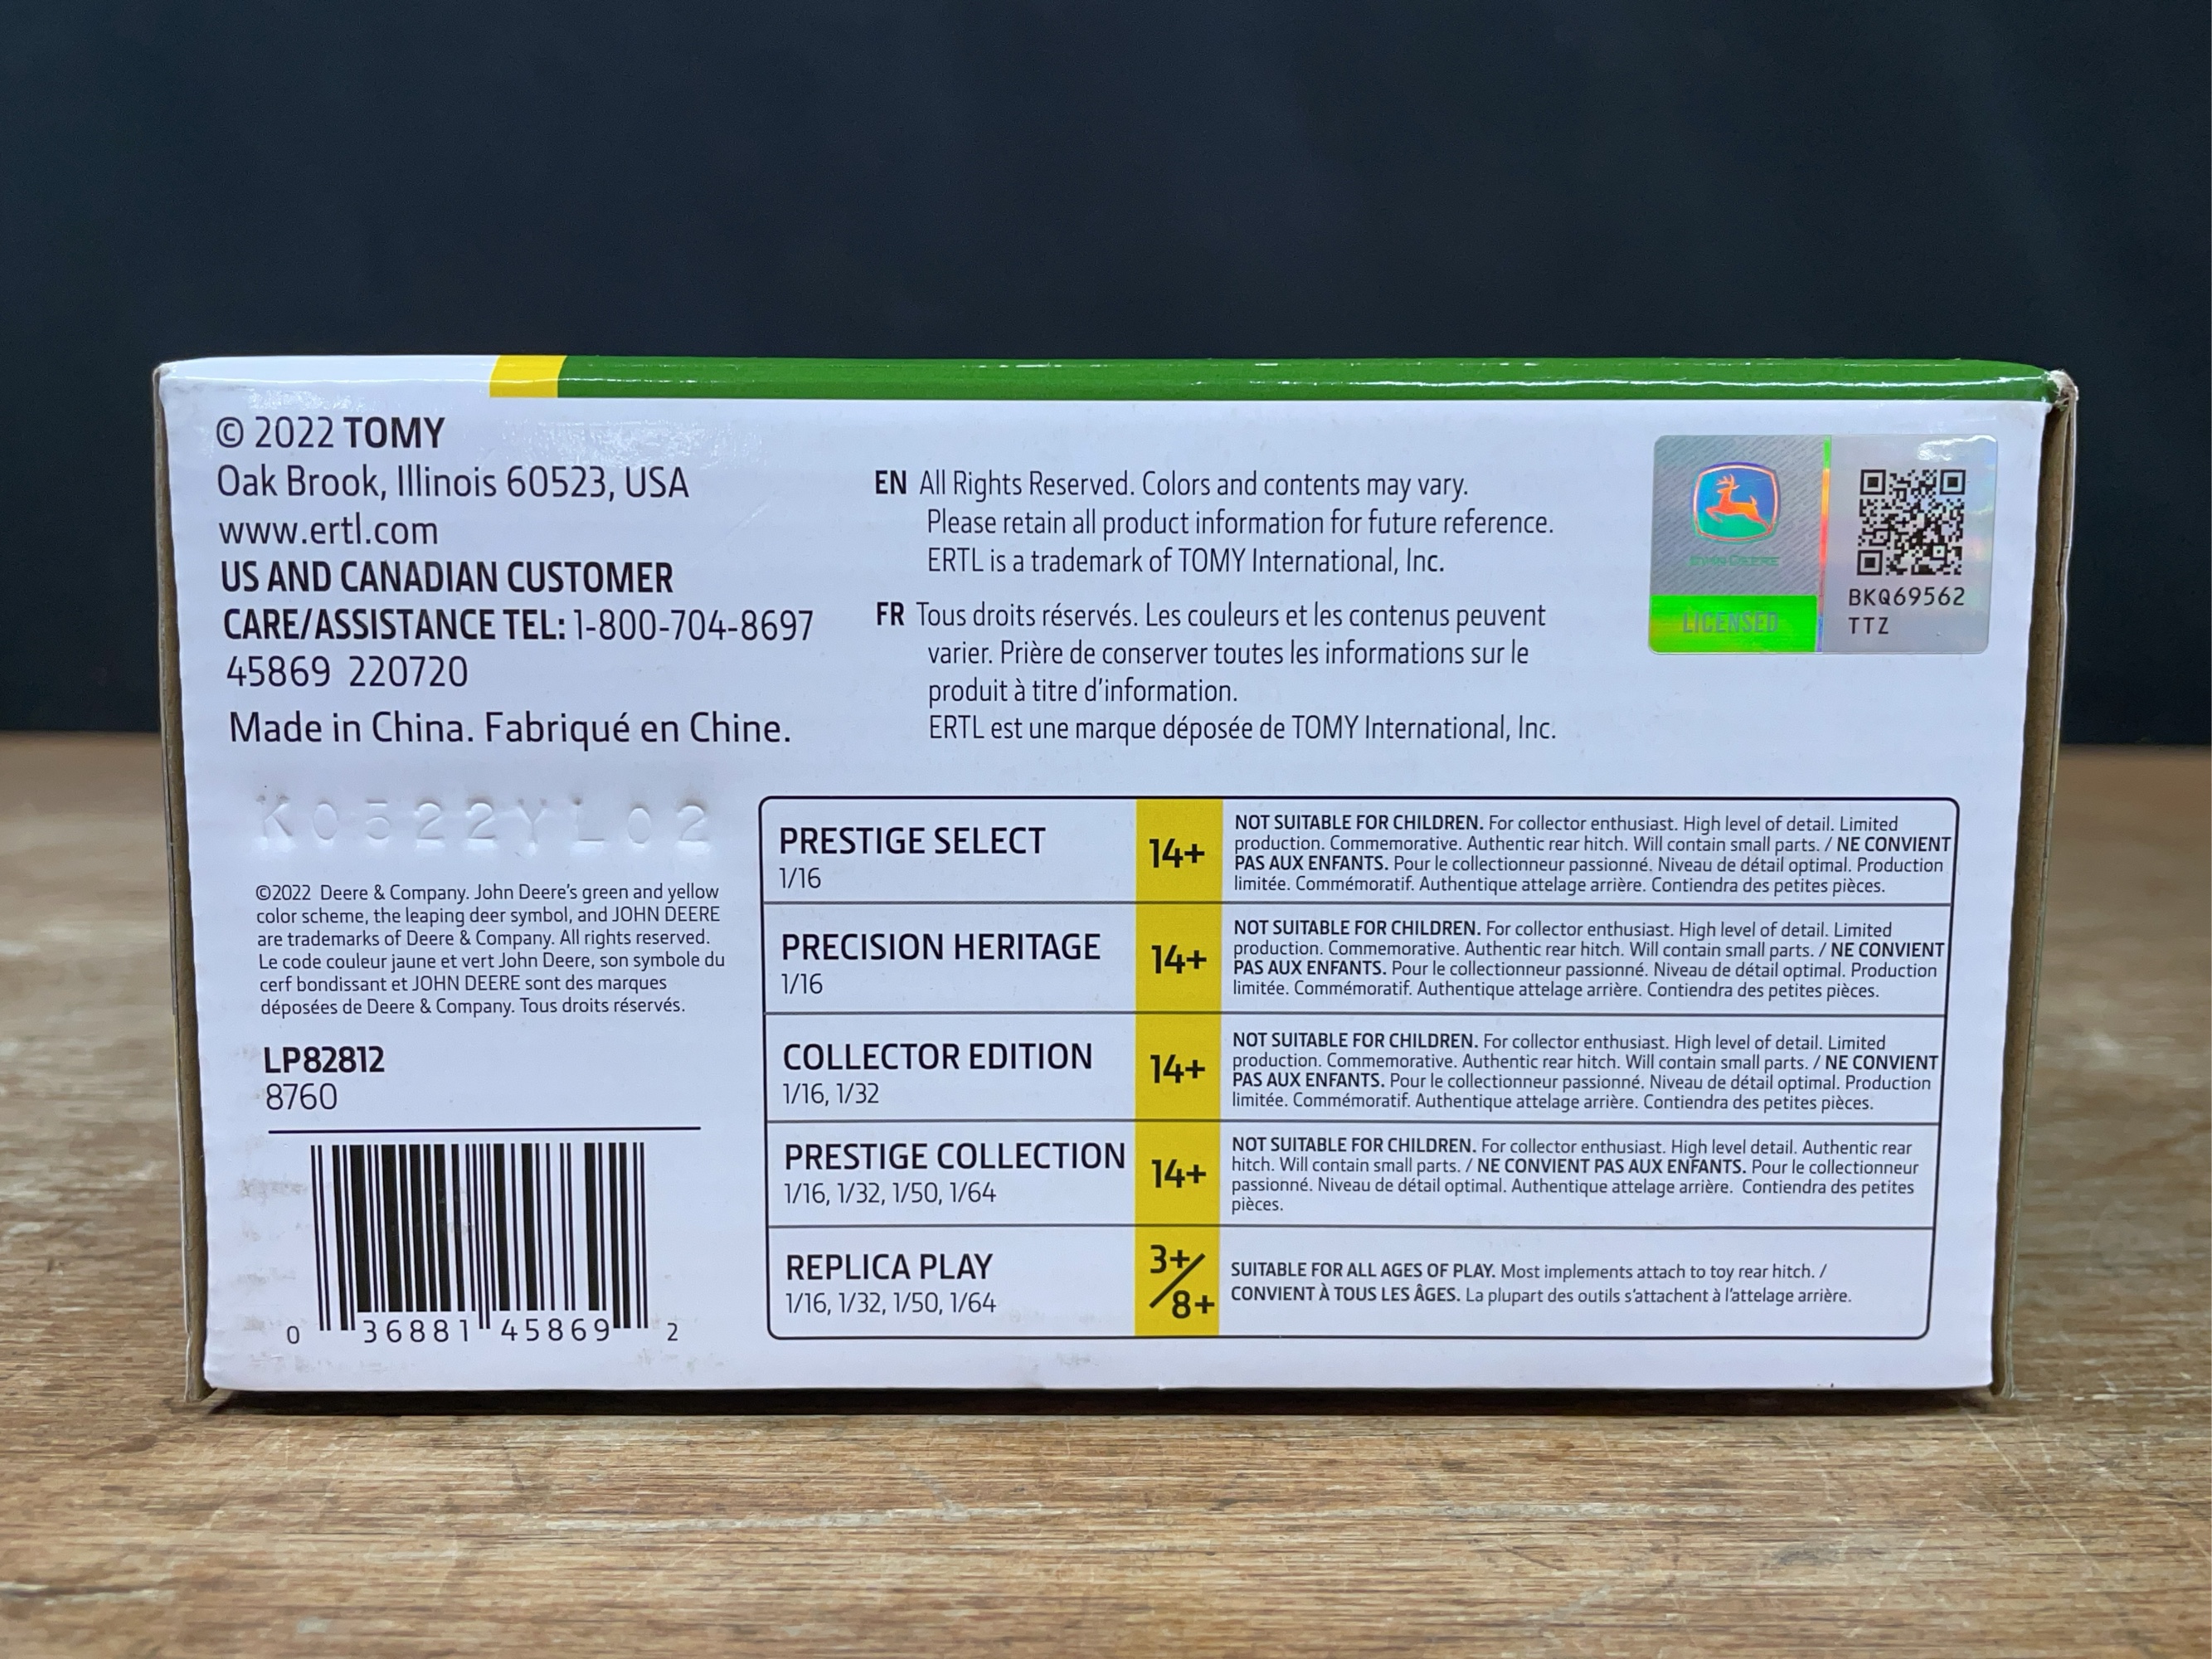 © 2022 TOMY
Oak Brook, Illinois 60523, USA
www.ertl.com
US AND CANADIAN CUSTOMER
CARE/ASSISTANCE TEL: 1-800-704-8697
45869 220720
Made in China. Fabriqué en Chine.
EN All Rights Reserved. Colors and contents may vary.
Please retain all product information for future reference.
ERTL is a trademark of TOMY International, Inc.
FR Tous droits réservés. Les couleurs et les contenus peuvent
varier. Prière de conserver toutes les informations sur le
produit à titre d'information.
ERTL est une marque déposée de TOMY International, Inc.
JOHN DEERE
LICENSED
BKQ69562
TTZ
K0522YL02
©2022 Deere & Company. John Deere's green and yellow
color scheme, the leaping deer symbol, and JOHN DEERE
are trademarks of Deere & Company. All rights reserved.
Le code couleur jaune et vert John Deere, son symbole du
cerf bondissant et JOHN DEERE sont des marques
déposées de Deere & Company. Tous droits réservés.
LP82812
8760
0 36881 45869 2
PRESTIGE SELECT
1/16
14+
NOT SUITABLE FOR CHILDREN. For collector enthusiast. High level of detail. Limited
production. Commemorative. Authentic rear hitch. Will contain small parts. / NE CONVIENT
PAS AUX ENFANTS. Pour le collectionneur passionné. Niveau de détail optimal. Production
limitée. Commémoratif. Authentique attelage arrière. Contiendra des petites pièces.
PRECISION HERITAGE
1/16
14+
NOT SUITABLE FOR CHILDREN. For collector enthusiast. High level of detail. Limited
production. Commemorative. Authentic rear hitch. Will contain small parts. / NE CONVIENT
PAS AUX ENFANTS. Pour le collectionneur passionné. Niveau de détail optimal. Production
limitée. Commémoratif. Authentique attelage arrière. Contiendra des petites pièces.
COLLECTOR EDITION
1/16, 1/32
14+
NOT SUITABLE FOR CHILDREN. For collector enthusiast. High level of detail. Limited
production. Commemorative. Authentic rear hitch. Will contain small parts. / NE CONVIENT
PAS AUX ENFANTS. Pour le collectionneur passionné. Niveau de détail optimal. Production
limitée. Commémoratif. Authentique attelage arrière. Contiendra des petites pièces.
PRESTIGE COLLECTION
1/16, 1/32, 1/50, 1/64
14+
NOT SUITABLE FOR CHILDREN. For collector enthusiast. High level detail. Authentic rear
hitch. Will contain small parts. / NE CONVIENT PAS AUX ENFANTS. Pour le collectionneur
passionné. Niveau de détail optimal. Authentique attelage arrière. Contiendra des petites
pièces.
REPLICA PLAY
1/16, 1/32, 1/50, 1/64
3+/8+
SUITABLE FOR ALL AGES OF PLAY. Most implements attach to toy rear hitch. /
CONVIENT À TOUS LES ÂGES. La plupart des outils s'attachent à l'attelage arrière.